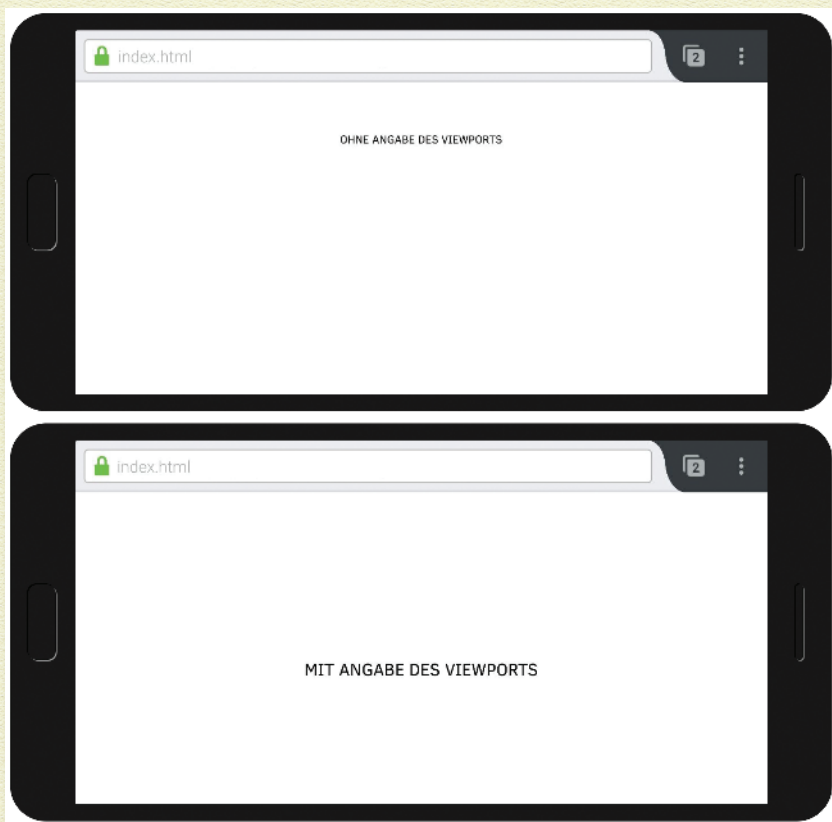 index.html
2
OHNE ANGABE DES VIEWPORTS
index.html
2
MIT ANGABE DES VIEWPORTS